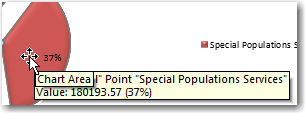 37%
Special Populations S
Chart Area l" Point "Special Populations Services"
Value: 180193.57 (37%)